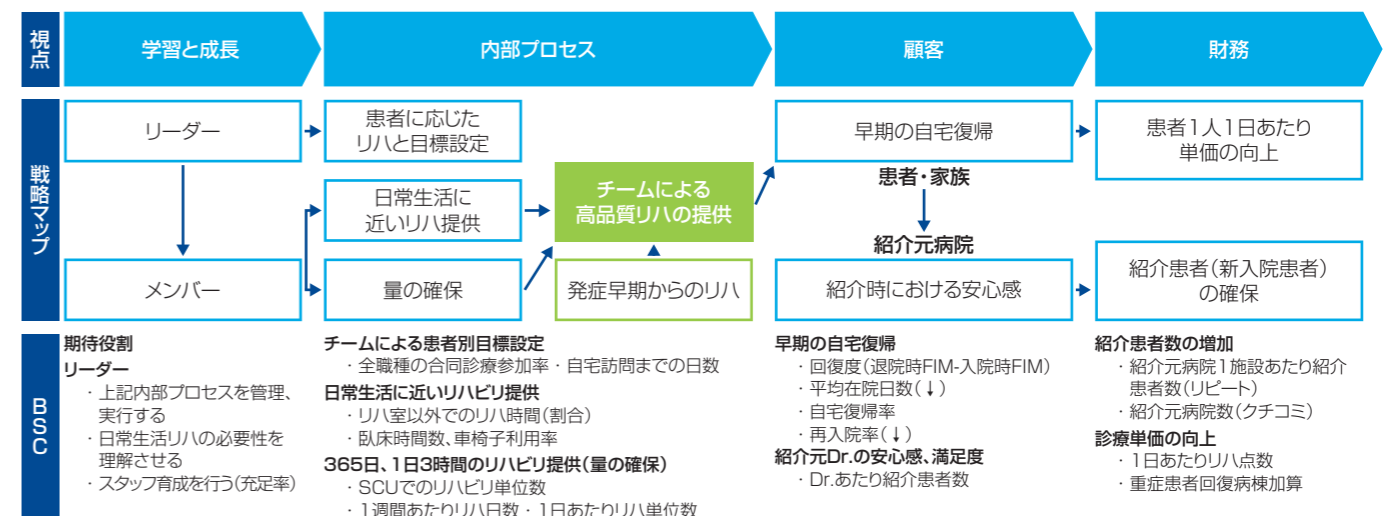 視点
学習と成長
内部プロセス
顧客
財務
戦略マップ
リーダー
患者に応じた
リハと目標設定
早期の自宅復帰
患者1人1日あたり
単価の向上
日常生活に
近いリハ提供
チームによる
高品質リハの提供
患者・家族
紹介元病院
メンバー
量の確保
発症早期からのリハ
紹介時における安心感
紹介患者(新入院患者)
の確保
BSC
期待役割
リーダー
・上記内部プロセスを管理、
実行する
・日常生活リハの必要性を
理解させる
・スタッフ育成を行う(充足率)
チームによる患者別目標設定
・全職種の合同診療参加率・自宅訪問までの日数
日常生活に近いリハビリ提供
・リハ室以外でのリハ時間(割合)
・臥床時間数、車椅子利用率
365日、1日3時間のリハビリ提供(量の確保)
・SCUでのリハビリ単位数
・1週間あたりリハ日数・1日あたりリハ単位数
早期の自宅復帰
・回復度(退院時FIM-入院時FIM)
・平均在院日数(↓)
・自宅復帰率
・再入院率(↓)
紹介元Dr.の安心感、満足度
・Dr.あたり紹介患者数
紹介患者数の増加
・紹介元病院1施設あたり紹介
患者数(リピート)
・紹介元病院数(クチコミ)
診療単価の向上
・1日あたりリハ点数
・重症患者回復病棟加算